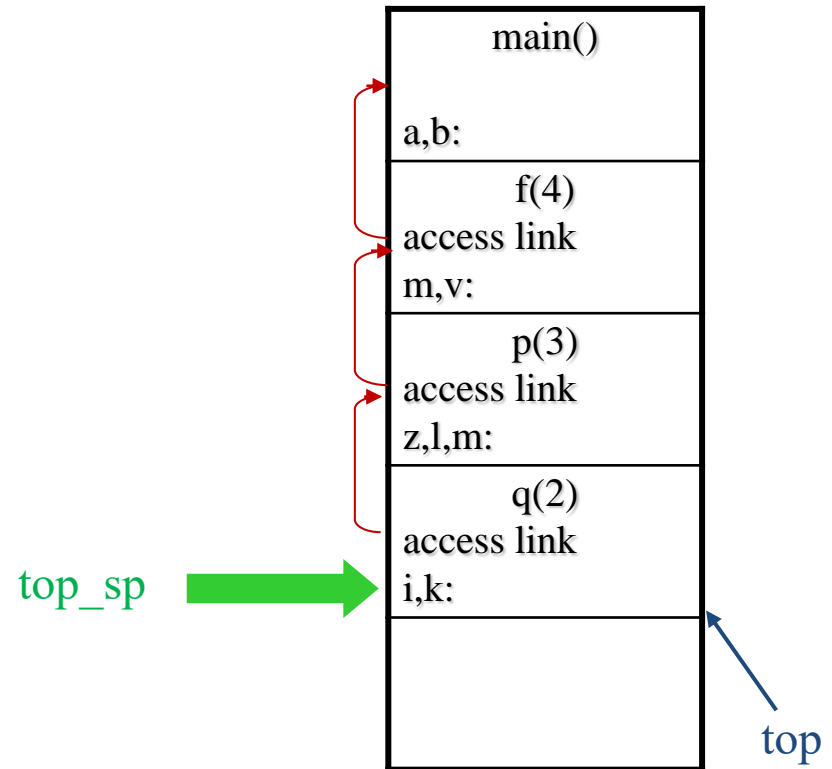 main()
a,b:
f(4)
access link
m,v:
p(3)
access link
z,l,m:
q(2)
access link
top_sp
i,k:
top